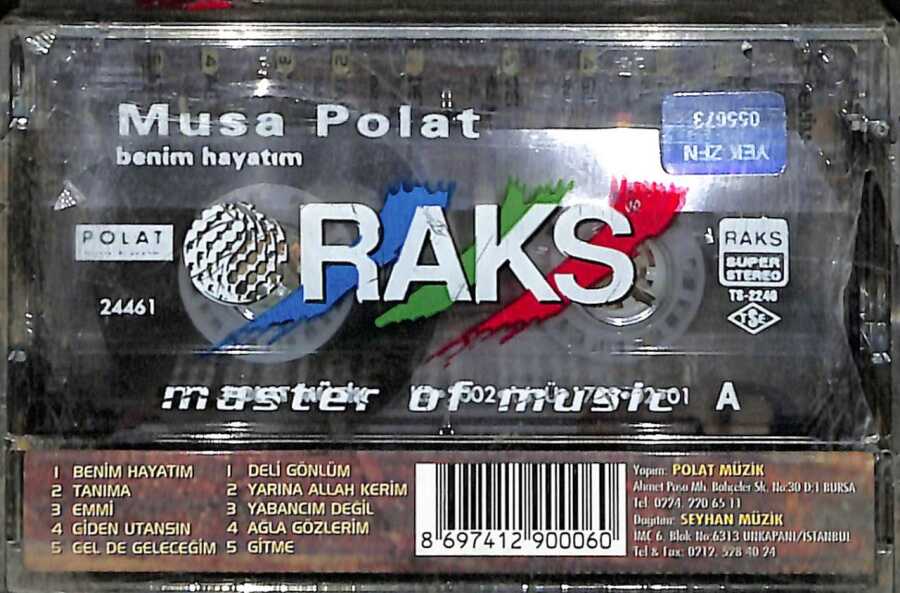 Musa Polat
benim hayatım
055673
YEK ZFN
POLAT
RAKS
RAKS
SUPER
STEREO
TS-2240
TSE
24461
master of music A
1 BENİM HAYATIM
2 TANIMA
3 EMMİ
4 GİDEN UTANSIN
5 GEL DE GELECEĞİM
1 DELİ GÖNLÜM
2 YARINA ALLAH KERİM
3 YABANCIM DEĞİL
4 AĞLA GÖZLERİM
5 GİTME
8 697412 900060
Yapım: POLAT MÜZİK
Ahmet Paşa Mh. Bahçeler Sk. No:30 D:1 BURSA
Tel: 0224. 220 65 11
Dağıtım: SEYHAN MÜZİK
İMC 6. Blok No:6313 UNKAPANI/İSTANBUL
Tel & Fax: 0212. 528 40 24